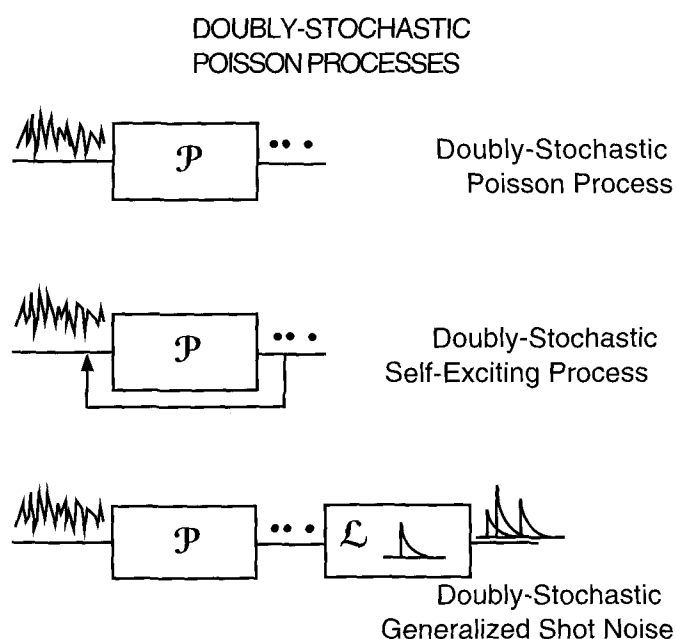 DOUBLY-STOCHASTIC
POISSON PROCESSES
𝒫
Doubly-Stochastic
Poisson Process
𝒫
Doubly-Stochastic
Self-Exciting Process
𝒫
ℒ
Doubly-Stochastic
Generalized Shot Noise